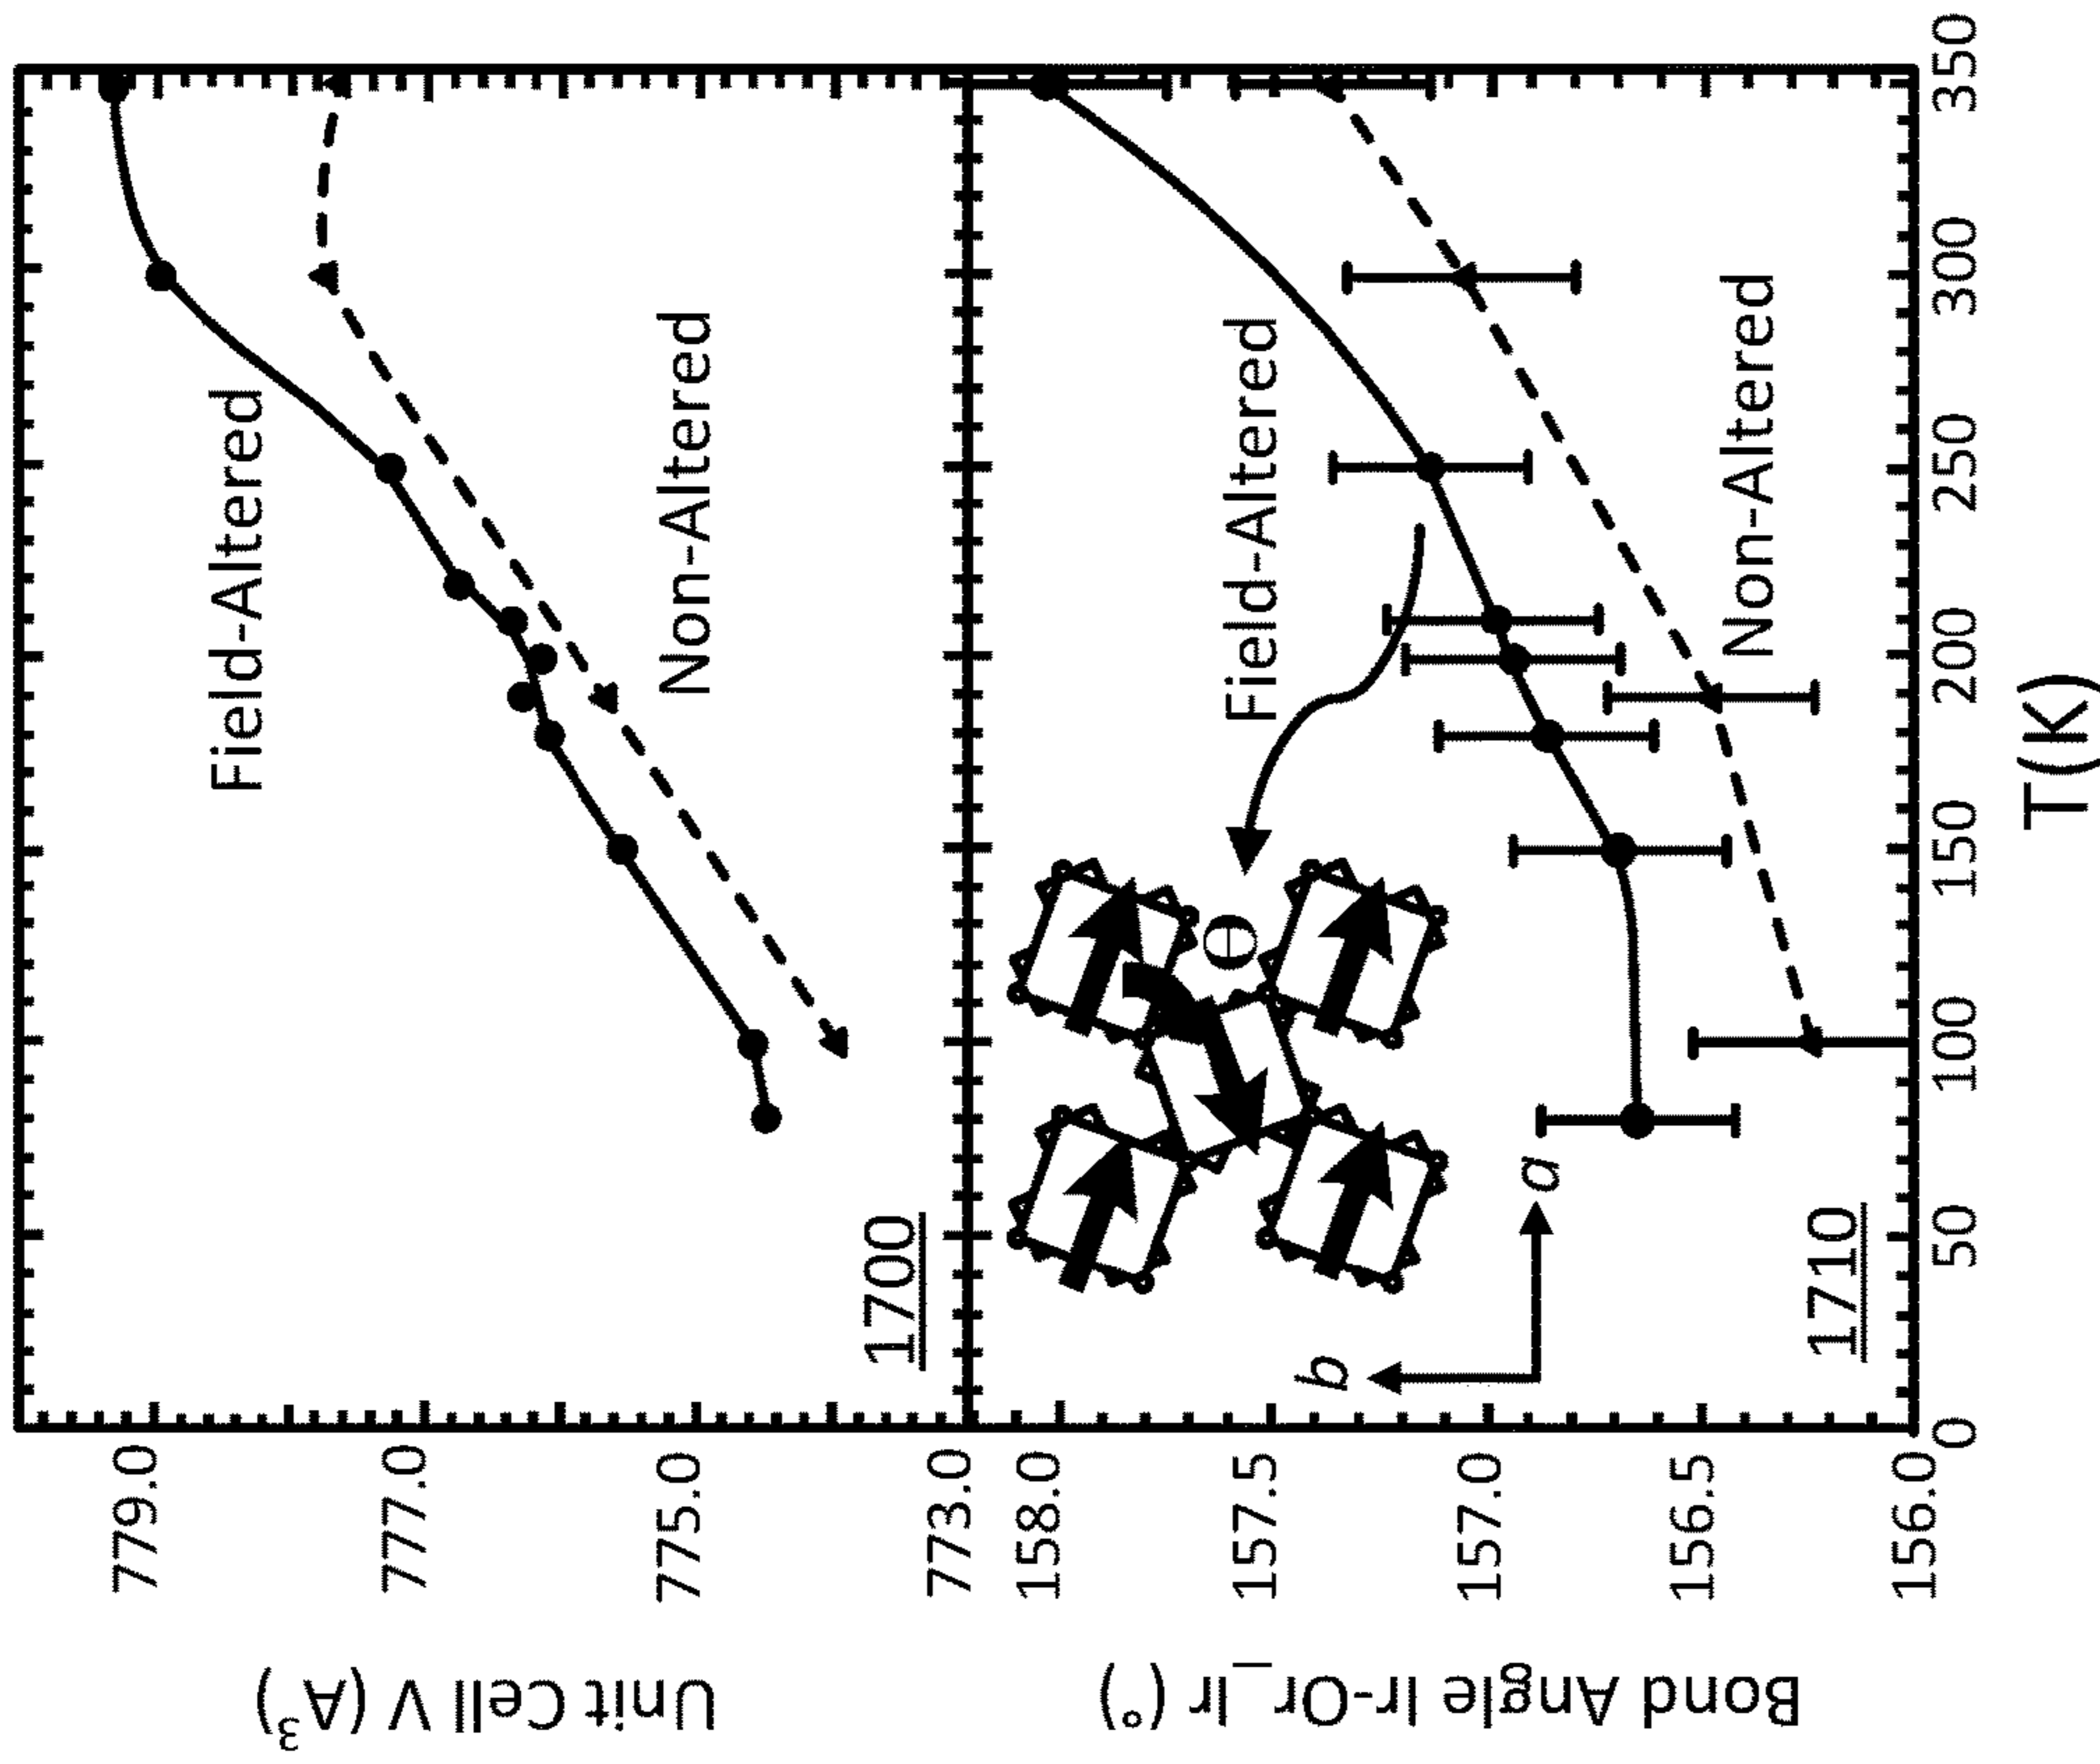 Unit Cell V (A³)
779.0
777.0
775.0
773.0
Field-Altered
Non-Altered
1700
Bond Angle Ir-Or_Ir (°)
158.0
157.5
157.0
156.5
156.0
Field-Altered
Non-Altered
Θ
b
a
1710
0
50
100
150
200
250
300
350
T(K)